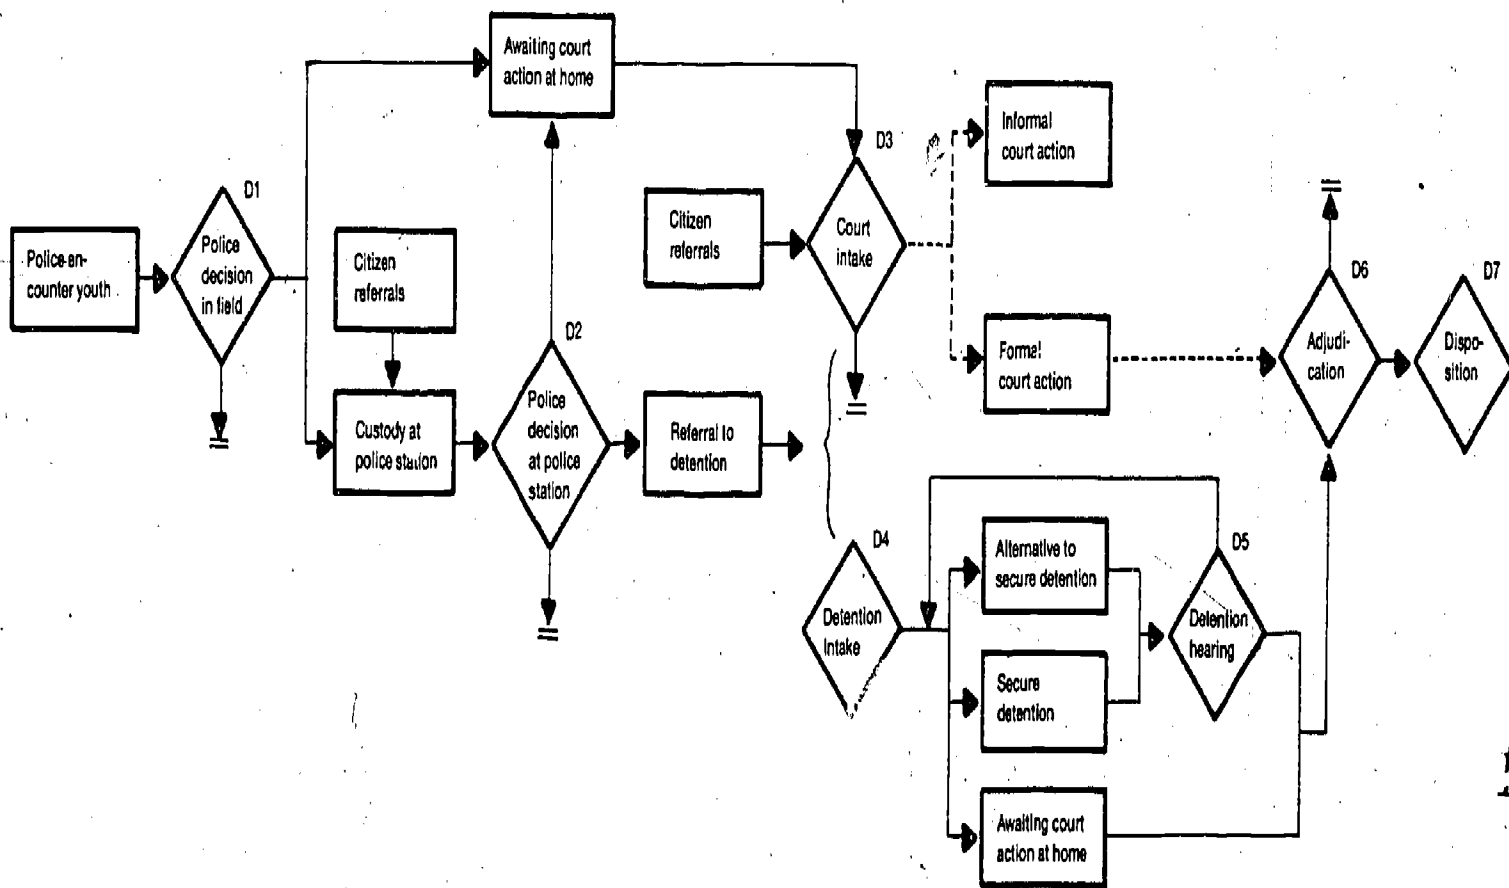 Police en-
counter youth
D1
Police
decision
in field
Citizen
referrals
Custody at
police station
Awaiting court
action at home
D2
Police
decision
at police
station
Citizen
referrals
Referral to
detention
D3
Court
intake
Informal
court action
Formal
court action
D4
Detention
Intake
Alternative to
secure detention
Secure
detention
Awaiting court
action at home
D5
Detention
hearing
D6
Adjudi-
cation
D7
Dispo-
sition